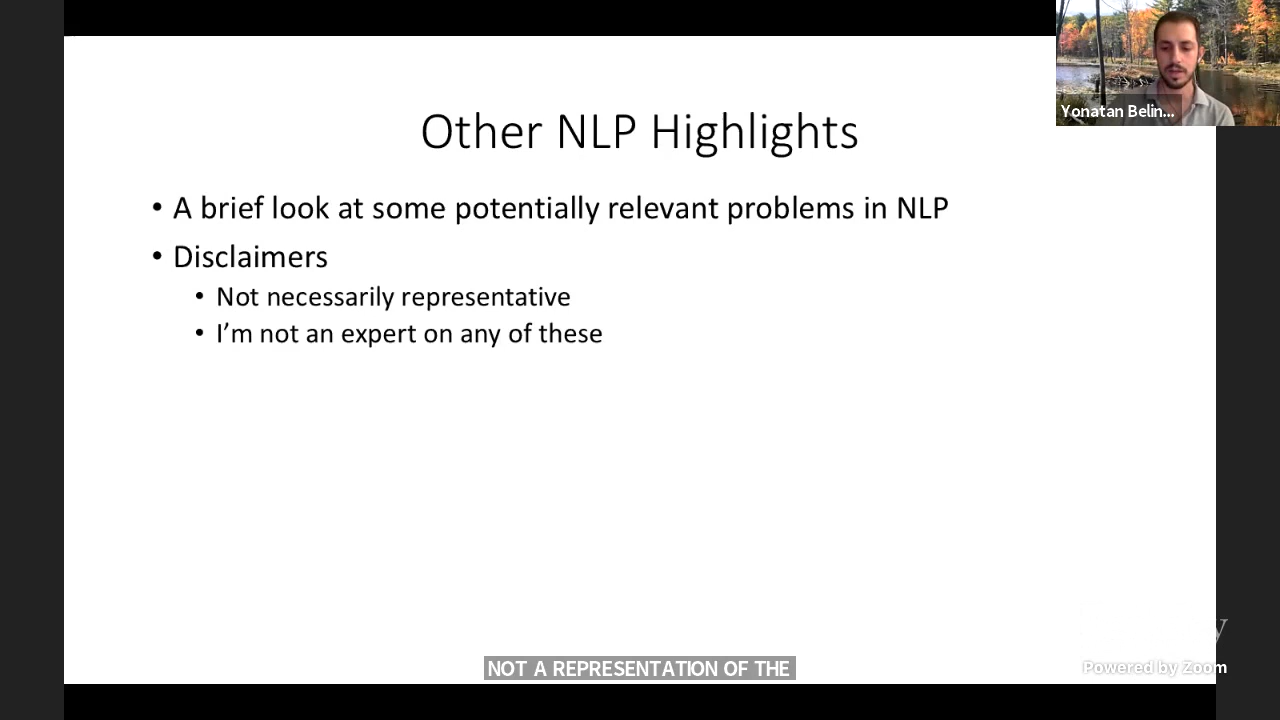 Yonatan Belin...
Other NLP Highlights
• A brief look at some potentially relevant problems in NLP
• Disclaimers
• Not necessarily representative
• I'm not an expert on any of these
y
NOT A REPRESENTATION OF THE
Powered by Zoom